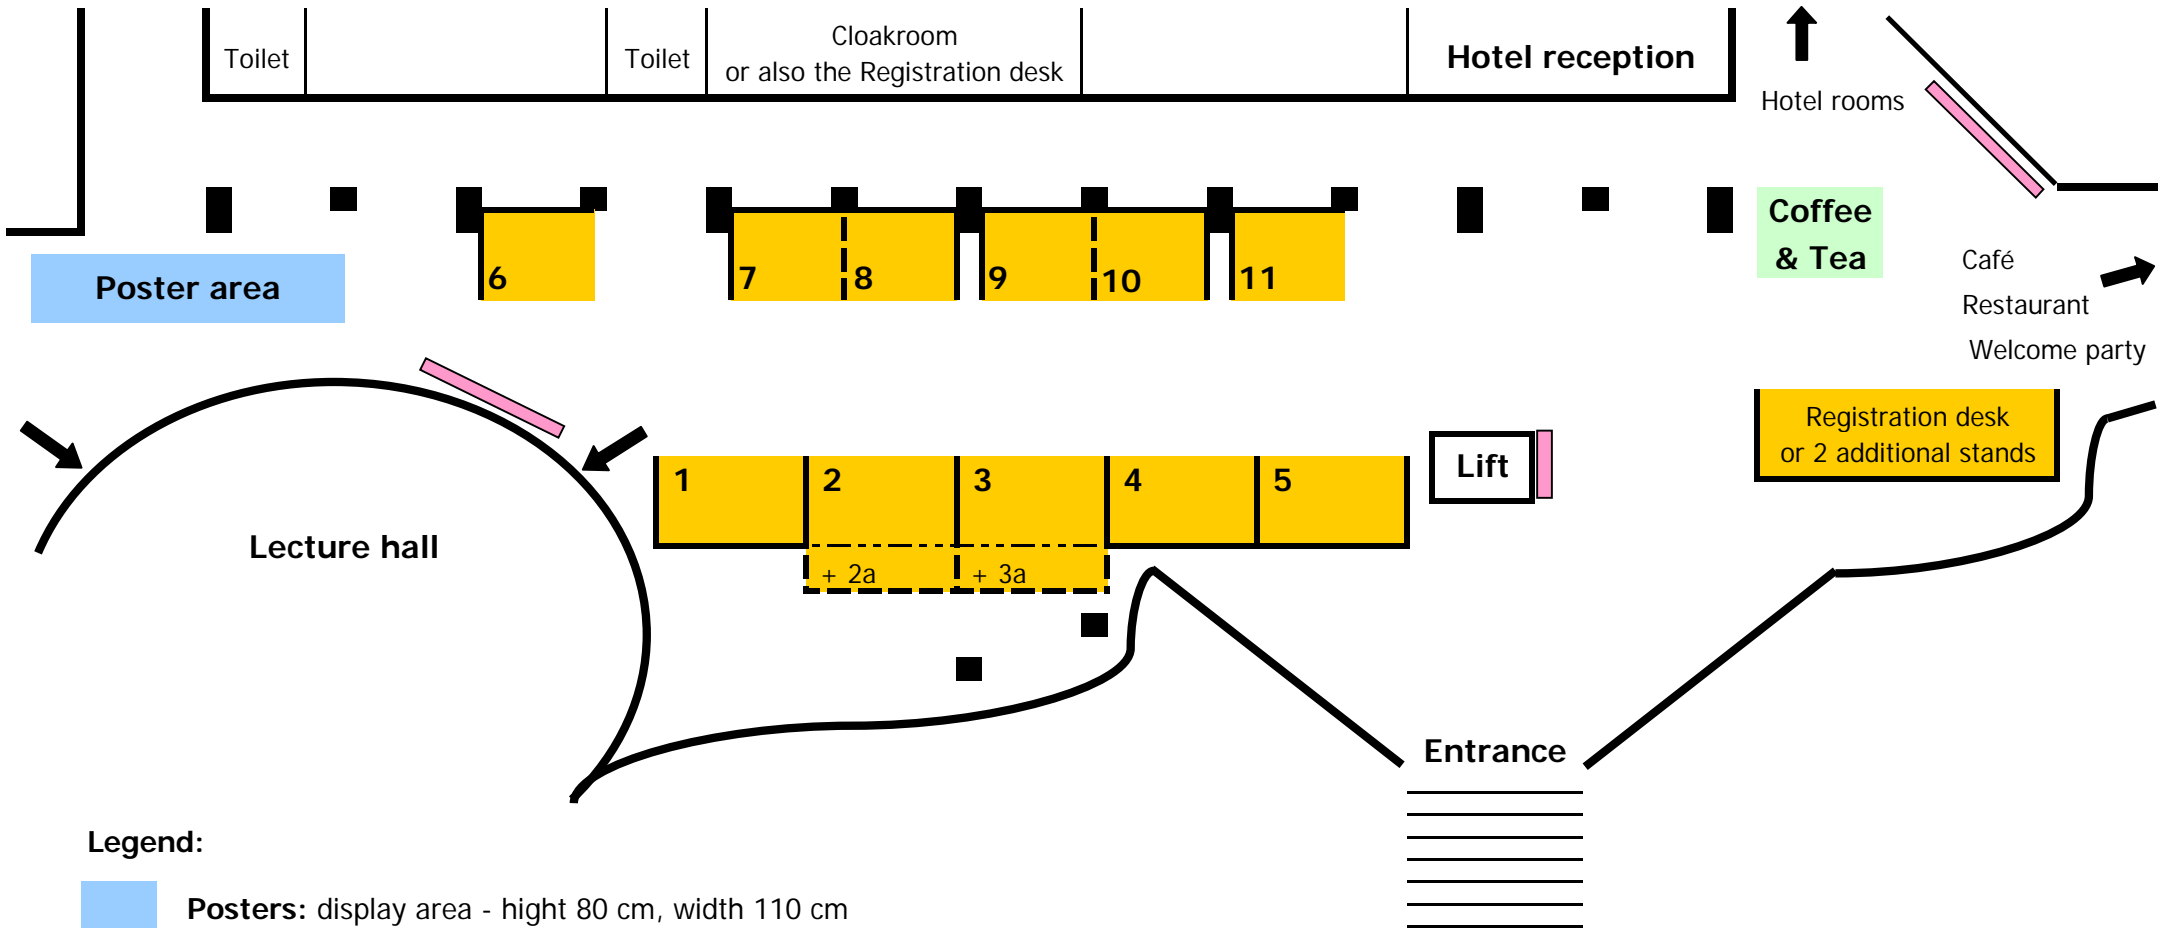 Toilet
Toilet
Cloakroom
or also the Registration desk
Hotel reception
Hotel rooms
Coffee
& Tea
Café
Restaurant
Welcome party
Poster area
6
7
8
9
10
11
Registration desk
or 2 additional stands
1
2
3
4
5
Lift
+ 2a
+ 3a
Lecture hall
Entrance
Legend:
Posters: display area - hight 80 cm, width 110 cm